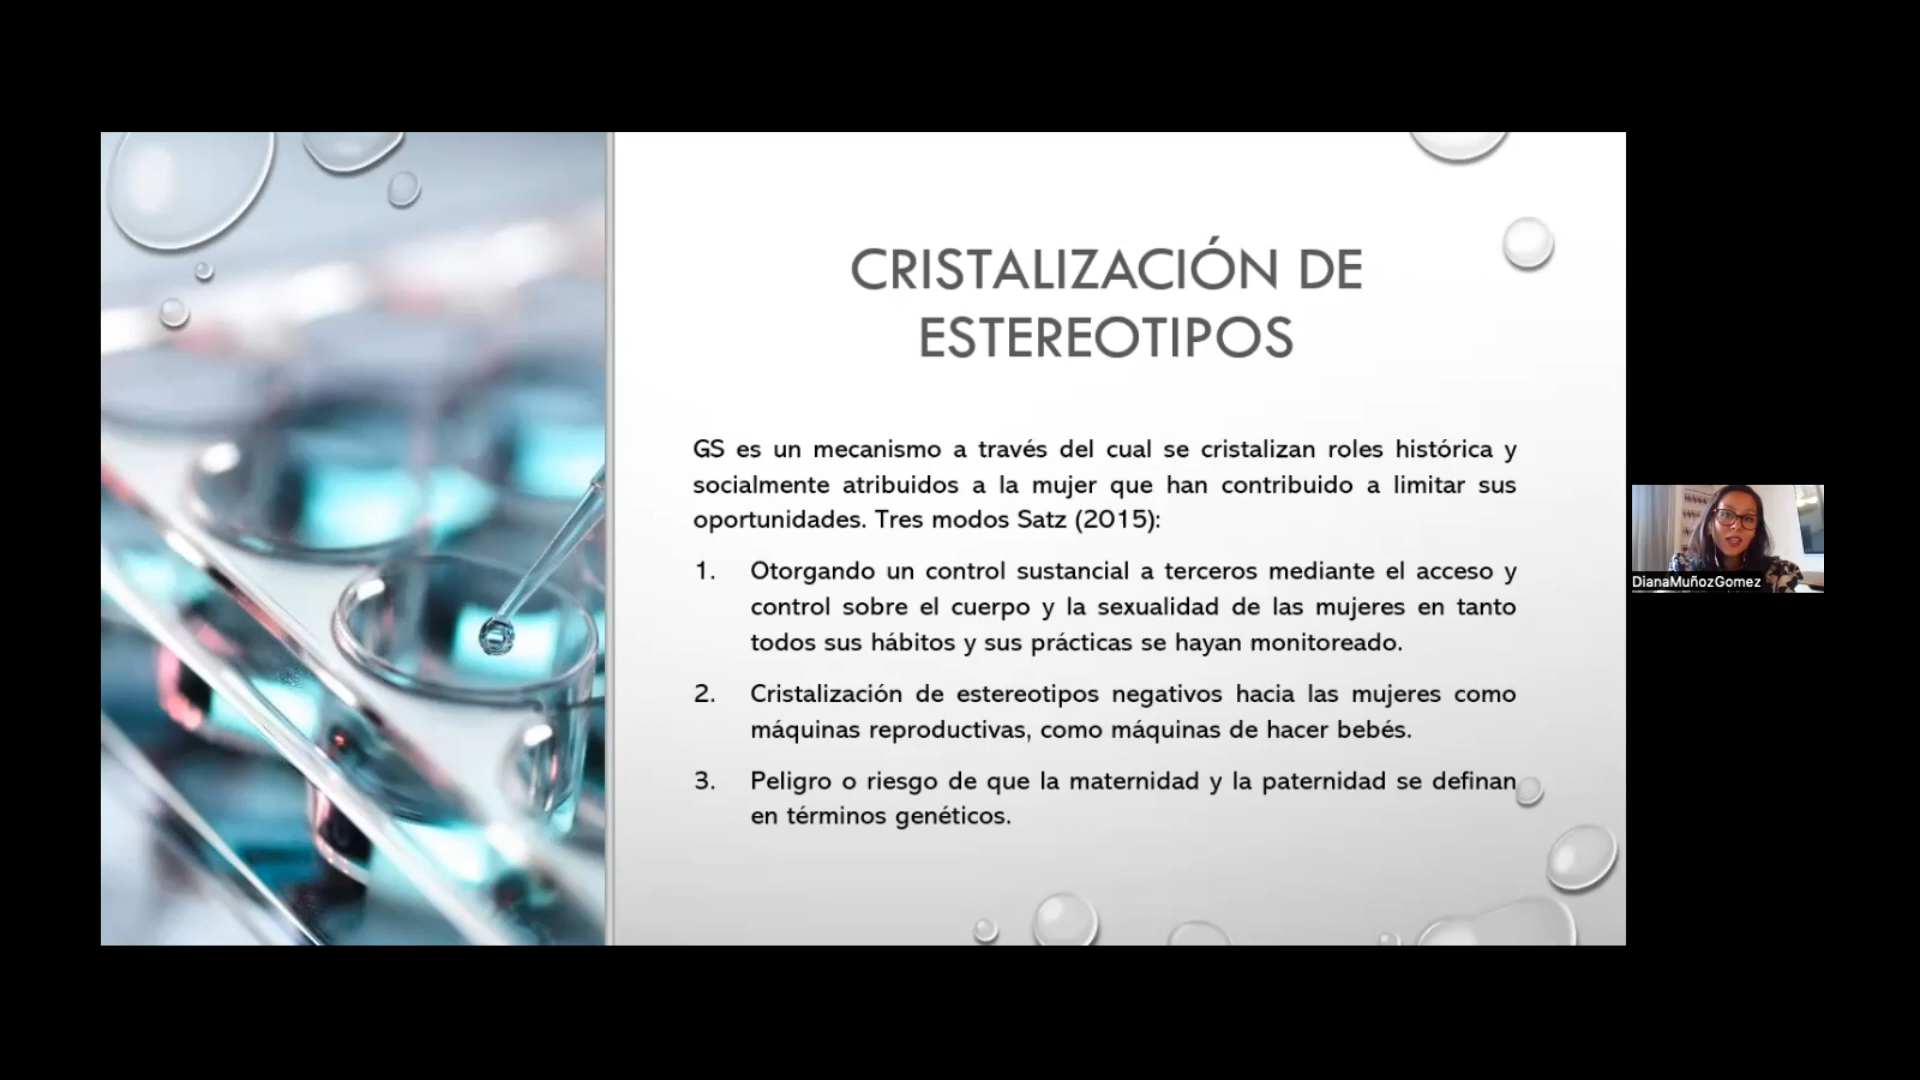 CRISTALIZACIÓN DE
ESTEREOTIPOS
GS es un mecanismo a través del cual se cristalizan roles histórica y
socialmente atribuidos a la mujer que han contribuido a limitar sus
oportunidades. Tres modos Satz (2015):
1. Otorgando un control sustancial a terceros mediante el acceso y
control sobre el cuerpo y la sexualidad de las mujeres en tanto
todos sus hábitos y sus prácticas se hayan monitoreado.
2. Cristalización de estereotipos negativos hacia las mujeres como
máquinas reproductivas, como máquinas de hacer bebés.
3. Peligro o riesgo de que la maternidad y la paternidad se definan
en términos genéticos.
DianaMuñozGomez